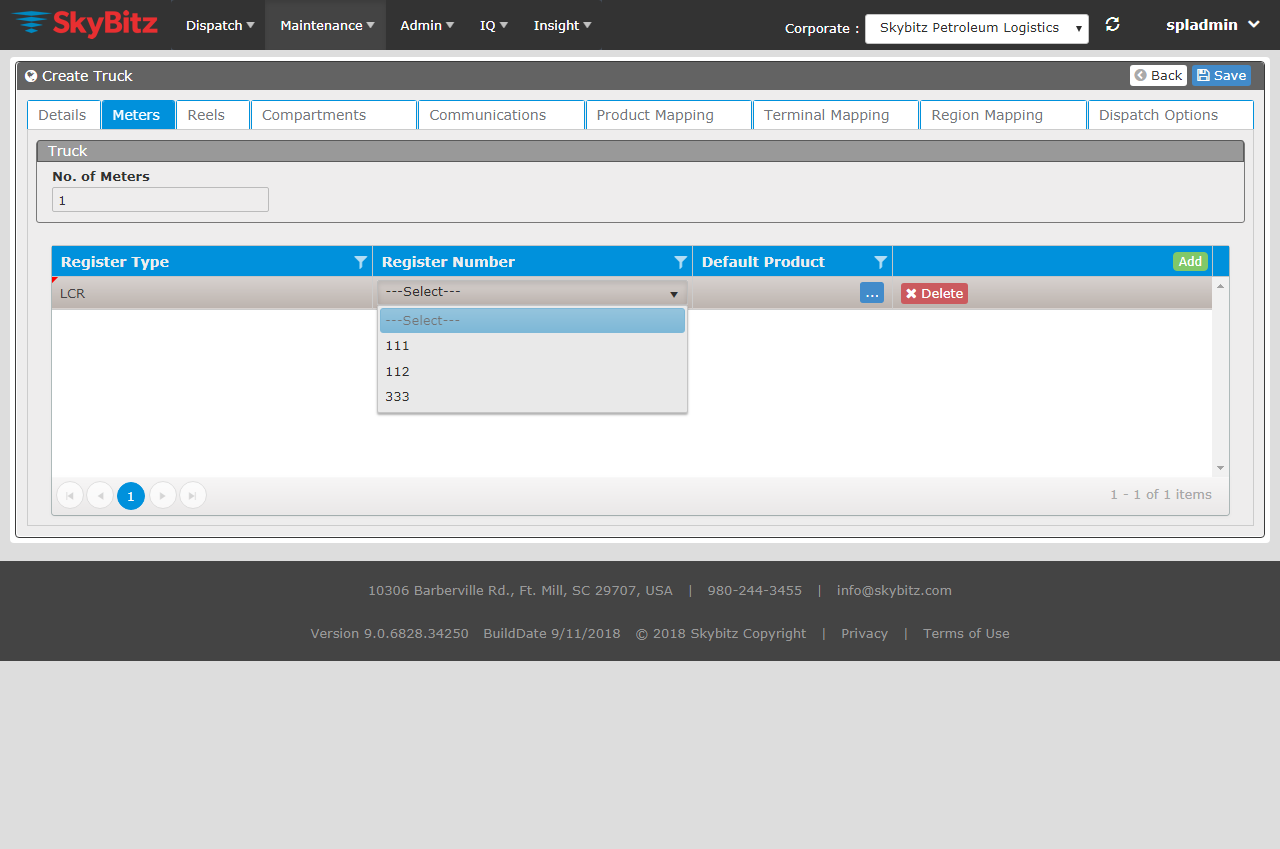 SkyBitz Dispatch Maintenance Admin IQ Insight Corporate : Skybitz Petroleum Logistics spladmin
Create Truck Back Save
Details Meters Reels Compartments Communications Product Mapping Terminal Mapping Region Mapping Dispatch Options
Truck
No. of Meters
1
Register Type Register Number Default Product Add
LCR ---Select--- ... Delete
---Select---
111
112
333
1 1 - 1 of 1 items
10306 Barberville Rd., Ft. Mill, SC 29707, USA | 980-244-3455 | info@skybitz.com
Version 9.0.6828.34250 BuildDate 9/11/2018 © 2018 Skybitz Copyright | Privacy | Terms of Use